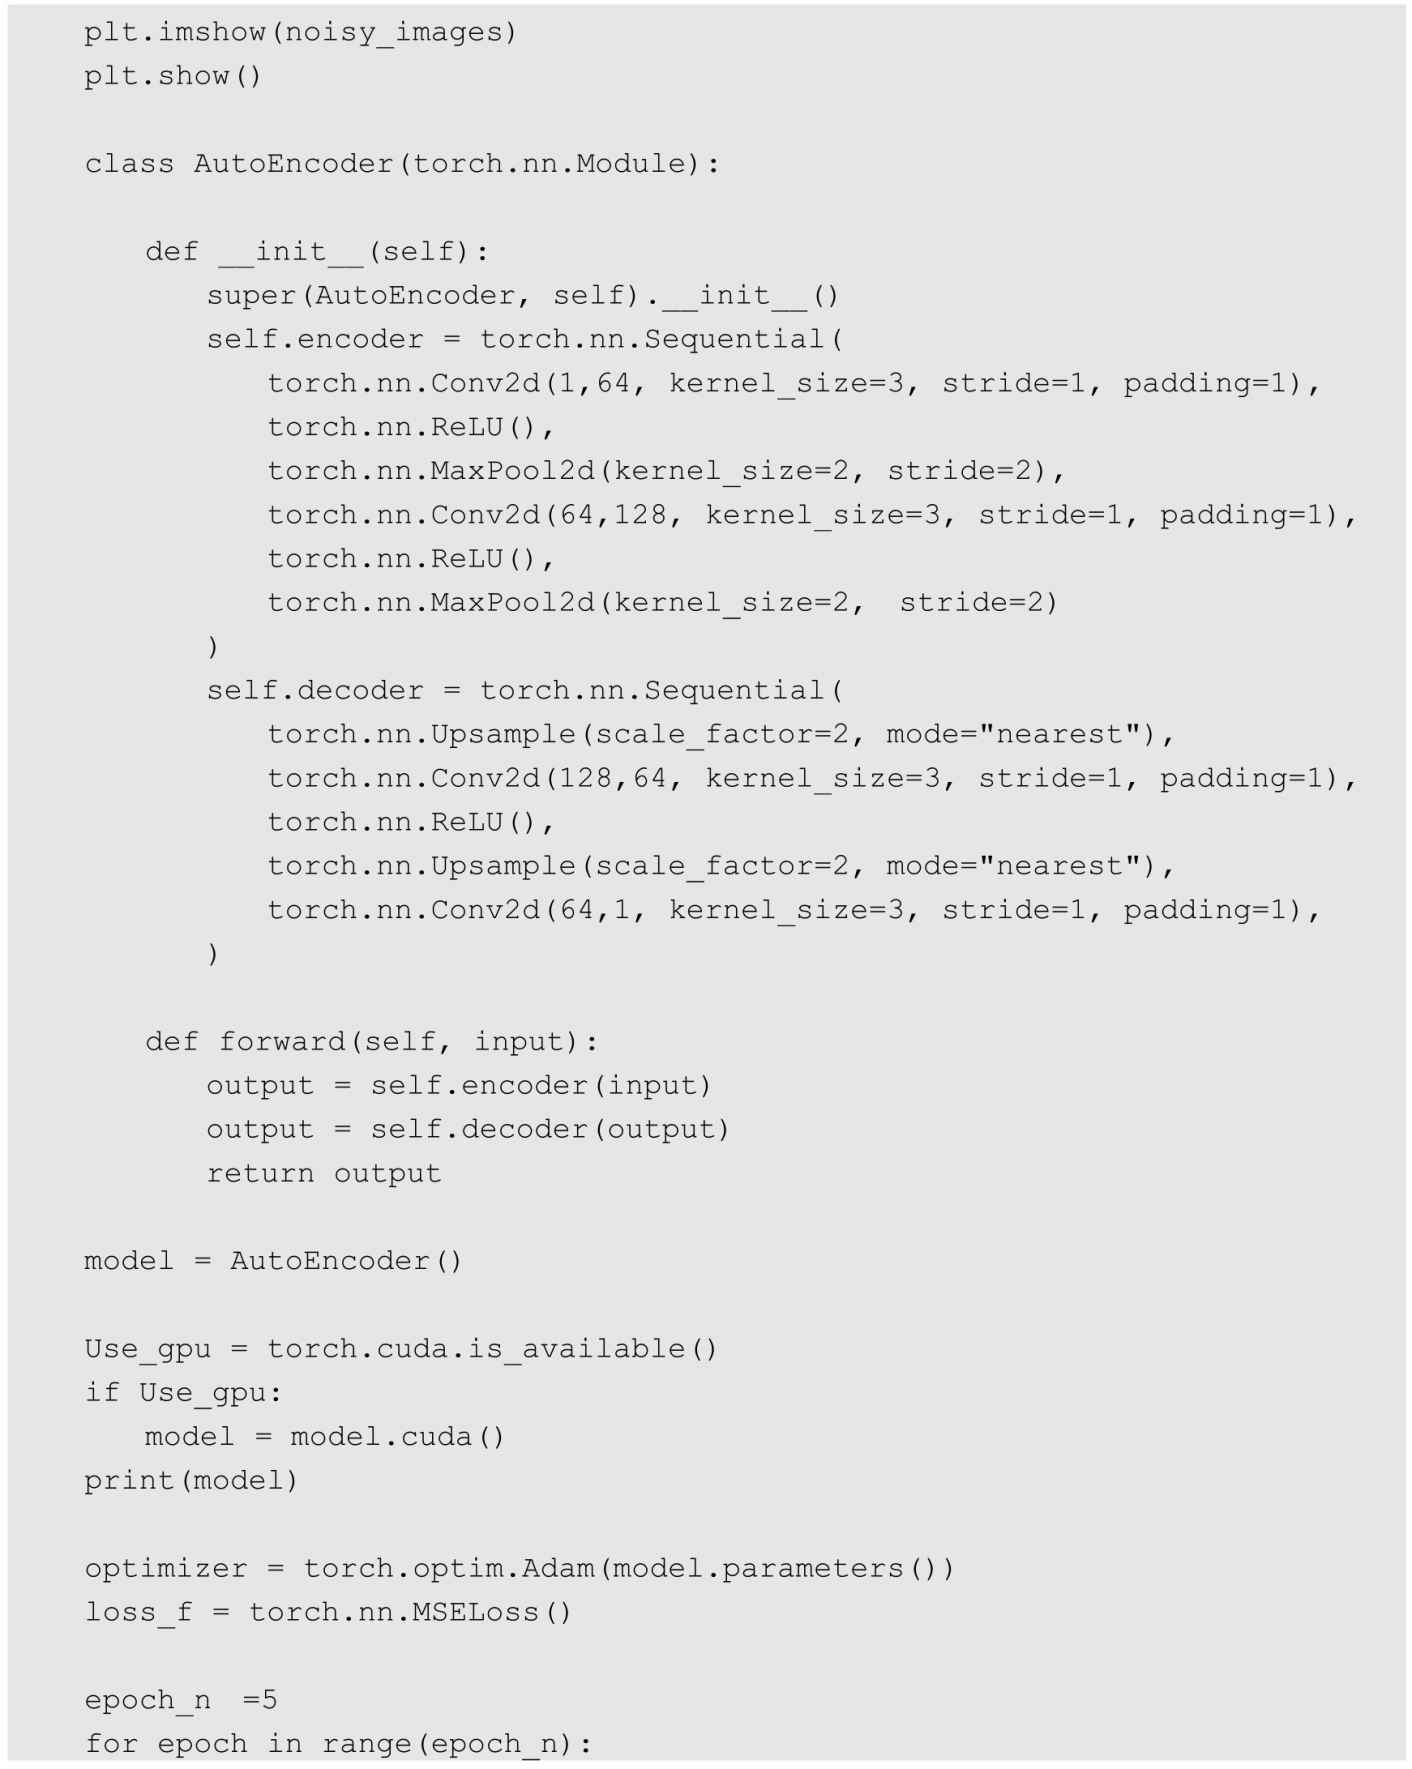 plt.imshow(noisy_images)
plt.show()
class AutoEncoder(torch.nn.Module):
def __init__(self):
super(AutoEncoder, self).__init__()
self.encoder = torch.nn.Sequential(
torch.nn.Conv2d(1,64, kernel_size=3, stride=1, padding=1),
torch.nn.ReLU(),
torch.nn.MaxPool2d(kernel_size=2, stride=2),
torch.nn.Conv2d(64,128, kernel_size=3, stride=1, padding=1),
torch.nn.ReLU(),
torch.nn.MaxPool2d(kernel_size=2, stride=2)
)
self.decoder = torch.nn.Sequential(
torch.nn.Upsample(scale_factor=2, mode="nearest"),
torch.nn.Conv2d(128,64, kernel_size=3, stride=1, padding=1),
torch.nn.ReLU(),
torch.nn.Upsample(scale_factor=2, mode="nearest"),
torch.nn.Conv2d(64,1, kernel_size=3, stride=1, padding=1),
)
def forward(self, input):
output = self.encoder(input)
output = self.decoder(output)
return output
model = AutoEncoder()
Use_gpu = torch.cuda.is_available()
if Use_gpu:
model = model.cuda()
print(model)
optimizer = torch.optim.Adam(model.parameters())
loss_f = torch.nn.MSELoss()
epoch_n =5
for epoch in range(epoch_n):